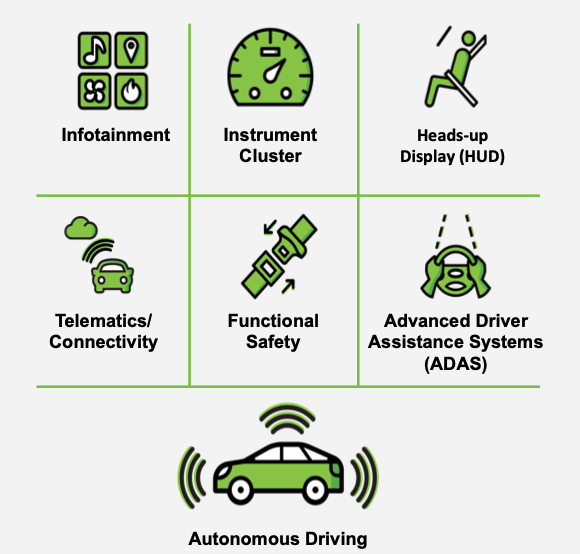 Infotainment
Instrument
Cluster
Heads-up
Display (HUD)
Telematics/
Connectivity
Functional
Safety
Advanced Driver
Assistance Systems
(ADAS)
Autonomous Driving